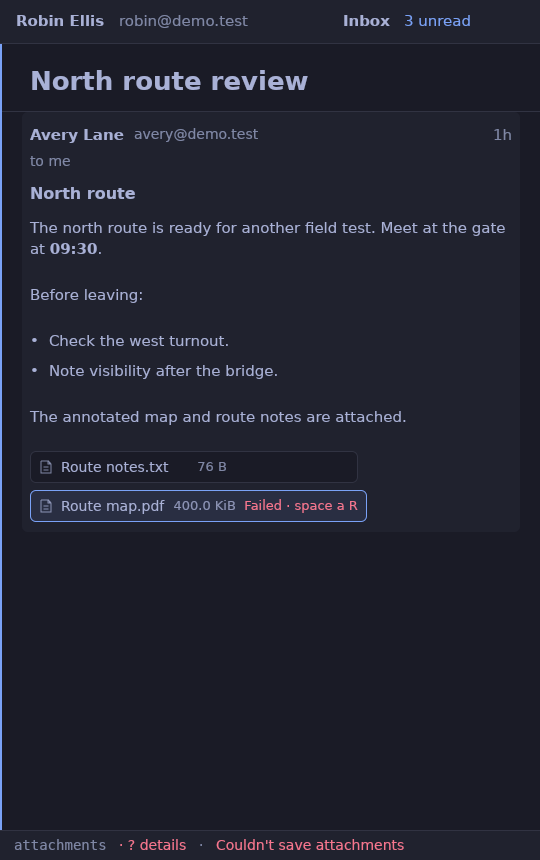 Robin Ellis robin@demo.test Inbox 3 unread
North route review
Avery Lane avery@demo.test 1h
to me
North route
The north route is ready for another field test. Meet at the gate
at 09:30.
Before leaving:
• Check the west turnout.
• Note visibility after the bridge.
The annotated map and route notes are attached.
Route notes.txt 76 B
Route map.pdf 400.0 KiB Failed · space a R
attachments · ? details · Couldn't save attachments